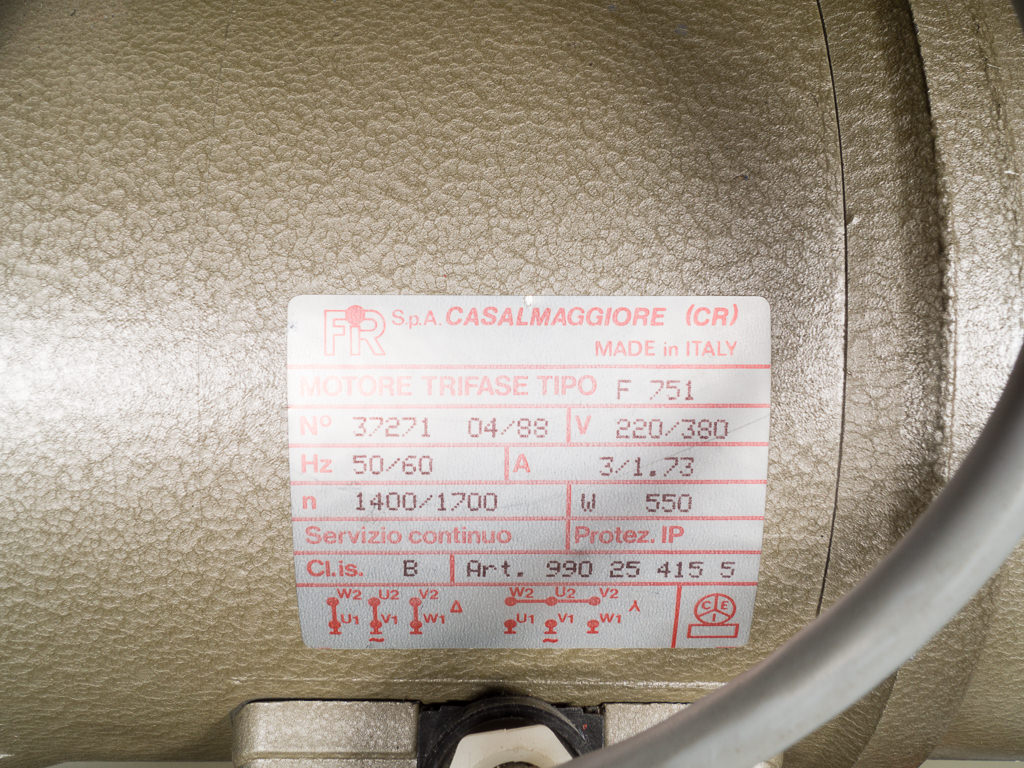 FIR S.p.A. CASALMAGGIORE (CR)
MADE in ITALY
MOTORE TRIFASE TIPO F 751
Nº 37271 04/88 V 220/380
Hz 50/60 A 3/1.73
n 1400/1700 W 550
Servizio continuo Protez. IP
Cl.is. B Art. 990 25 415 5
W2 U2 V2 Δ W2 U2 V2 ⅄
U1 V1 W1 U1 V1 W1
~ ~
CEI